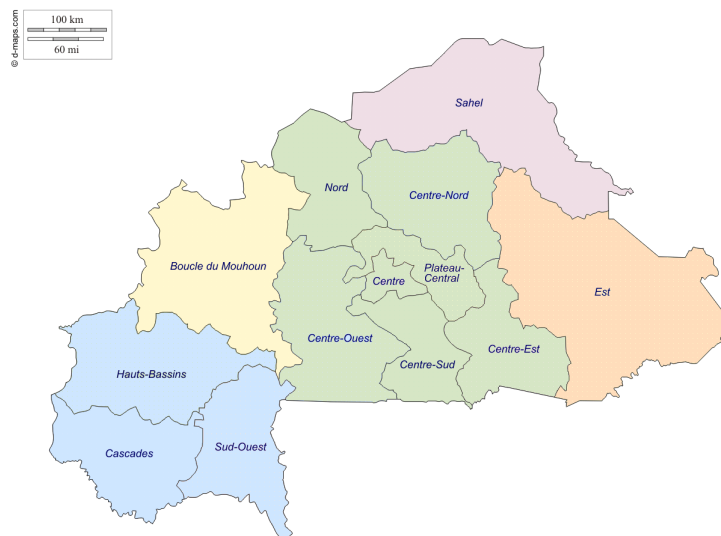 © d-maps.com
100 km
60 mi
Sahel
Nord
Centre-Nord
Boucle du Mouhoun
Plateau-
Central
Centre
Est
Centre-Ouest
Centre-Est
Centre-Sud
Hauts-Bassins
Sud-Ouest
Cascades